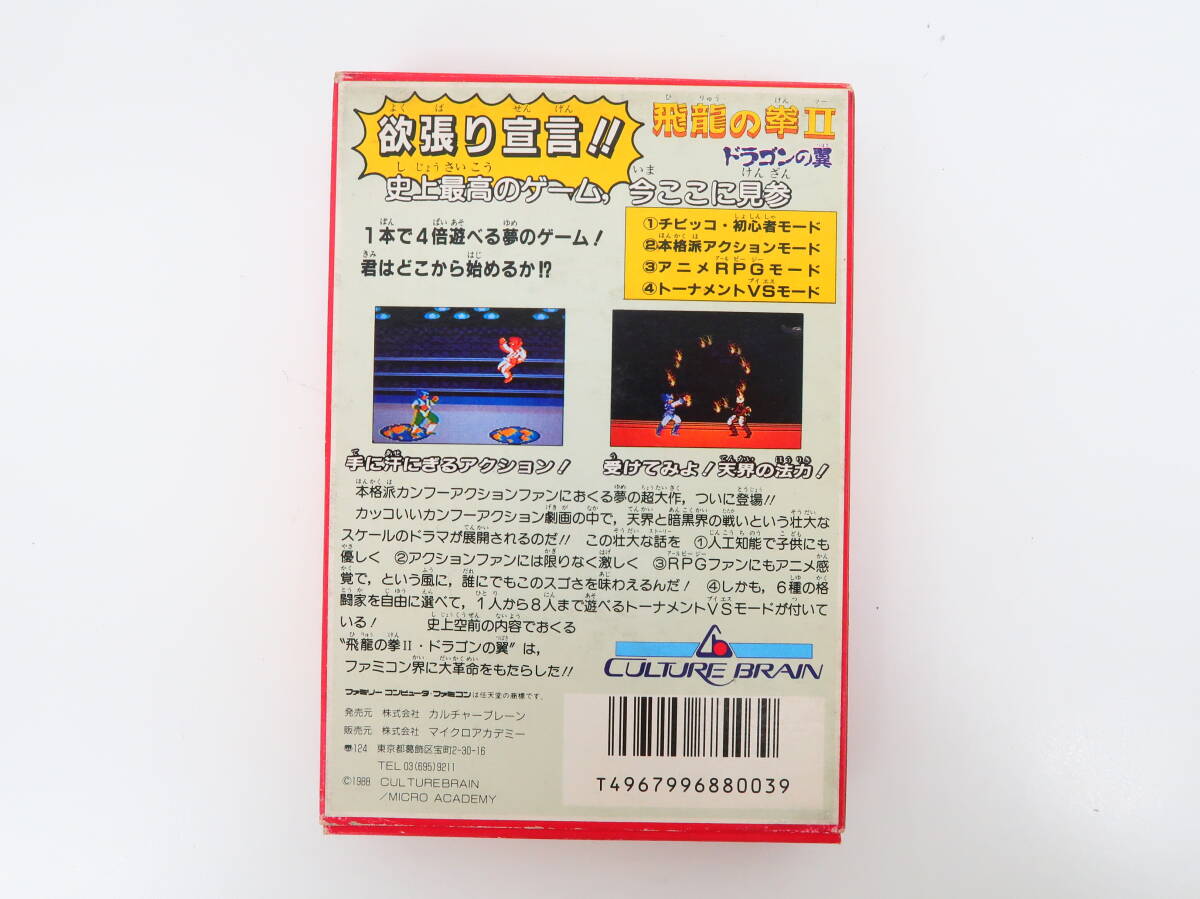 欲張り宣言!!
飛龍の拳II
ドラゴンの翼
史上最高のゲーム,今ここに見参
1本で4倍遊べる夢のゲーム!
君はどこから始めるか!?
①チビッコ・初心者モード
②本格派アクションモード
③アニメRPGモード
④トーナメントVSモード
手に汗にぎるアクション!
受けてみよ!天界の法力!
本格派カンフーアクションファンにおくる夢の超大作,ついに登場!!
カッコいいカンフーアクション劇画の中で,天界と暗黒界の戦いという壮大な
スケールのドラマが展開されるのだ!! この壮大な話を ①人工知能で子供にも
優しく ②アクションファンには限りなく激しく ③RPGファンにもアニメ感
覚で,という風に,誰にでもこのスゴさを味わえるんだ! ④しかも,6種の格
闘家を自由に選べて,1人から8人まで遊べるトーナメントVSモードが付いて
いる! 史上空前の内容でおくる
"飛龍の拳II・ドラゴンの翼"は,
ファミコン界に大革命をもたらした!!
CULTURE BRAIN
ファミリーコンピュータ・ファミコンは任天堂の商標です。
発売元 株式会社 カルチャーブレーン
販売元 株式会社 マイクロアカデミー
〠124 東京都葛飾区宝町2-30-16
TEL 03(695)9211
©1988 CULTUREBRAIN
/MICRO ACADEMY
T4967996880039